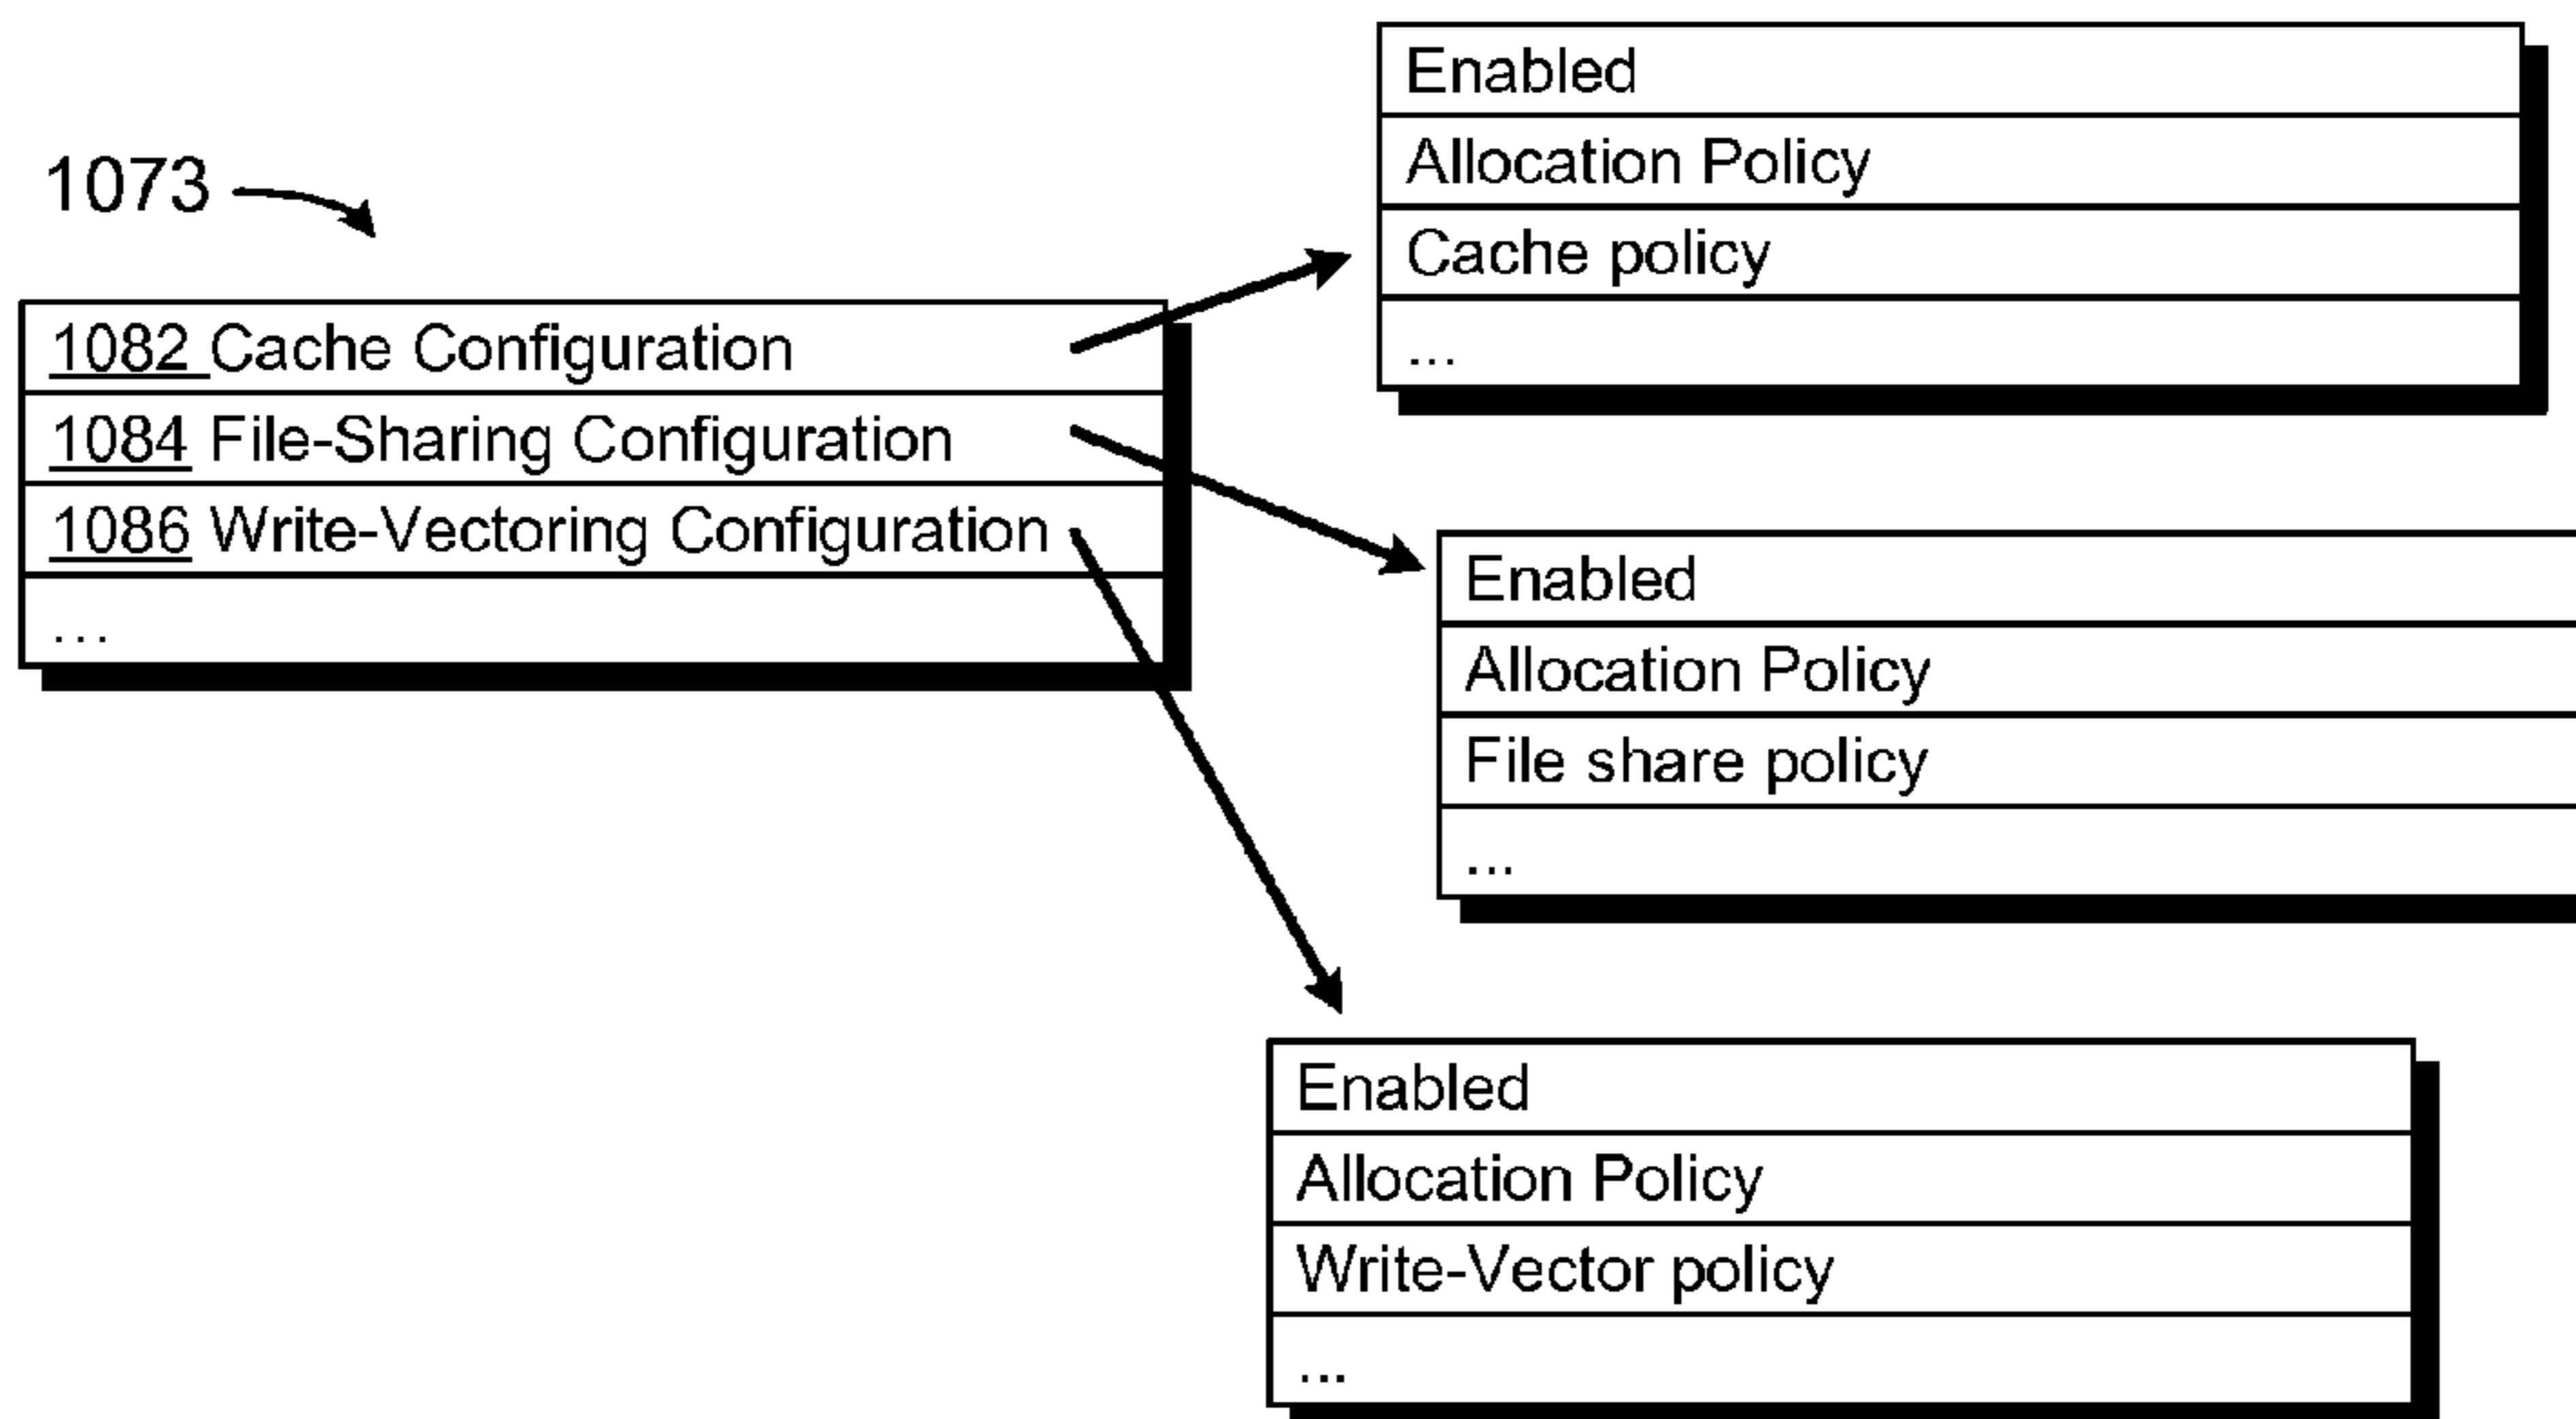 1073
1082 Cache Configuration
1084 File-Sharing Configuration
1086 Write-Vectoring Configuration
...
Enabled
Allocation Policy
Cache policy
...
Enabled
Allocation Policy
File share policy
...
Enabled
Allocation Policy
Write-Vector policy
...